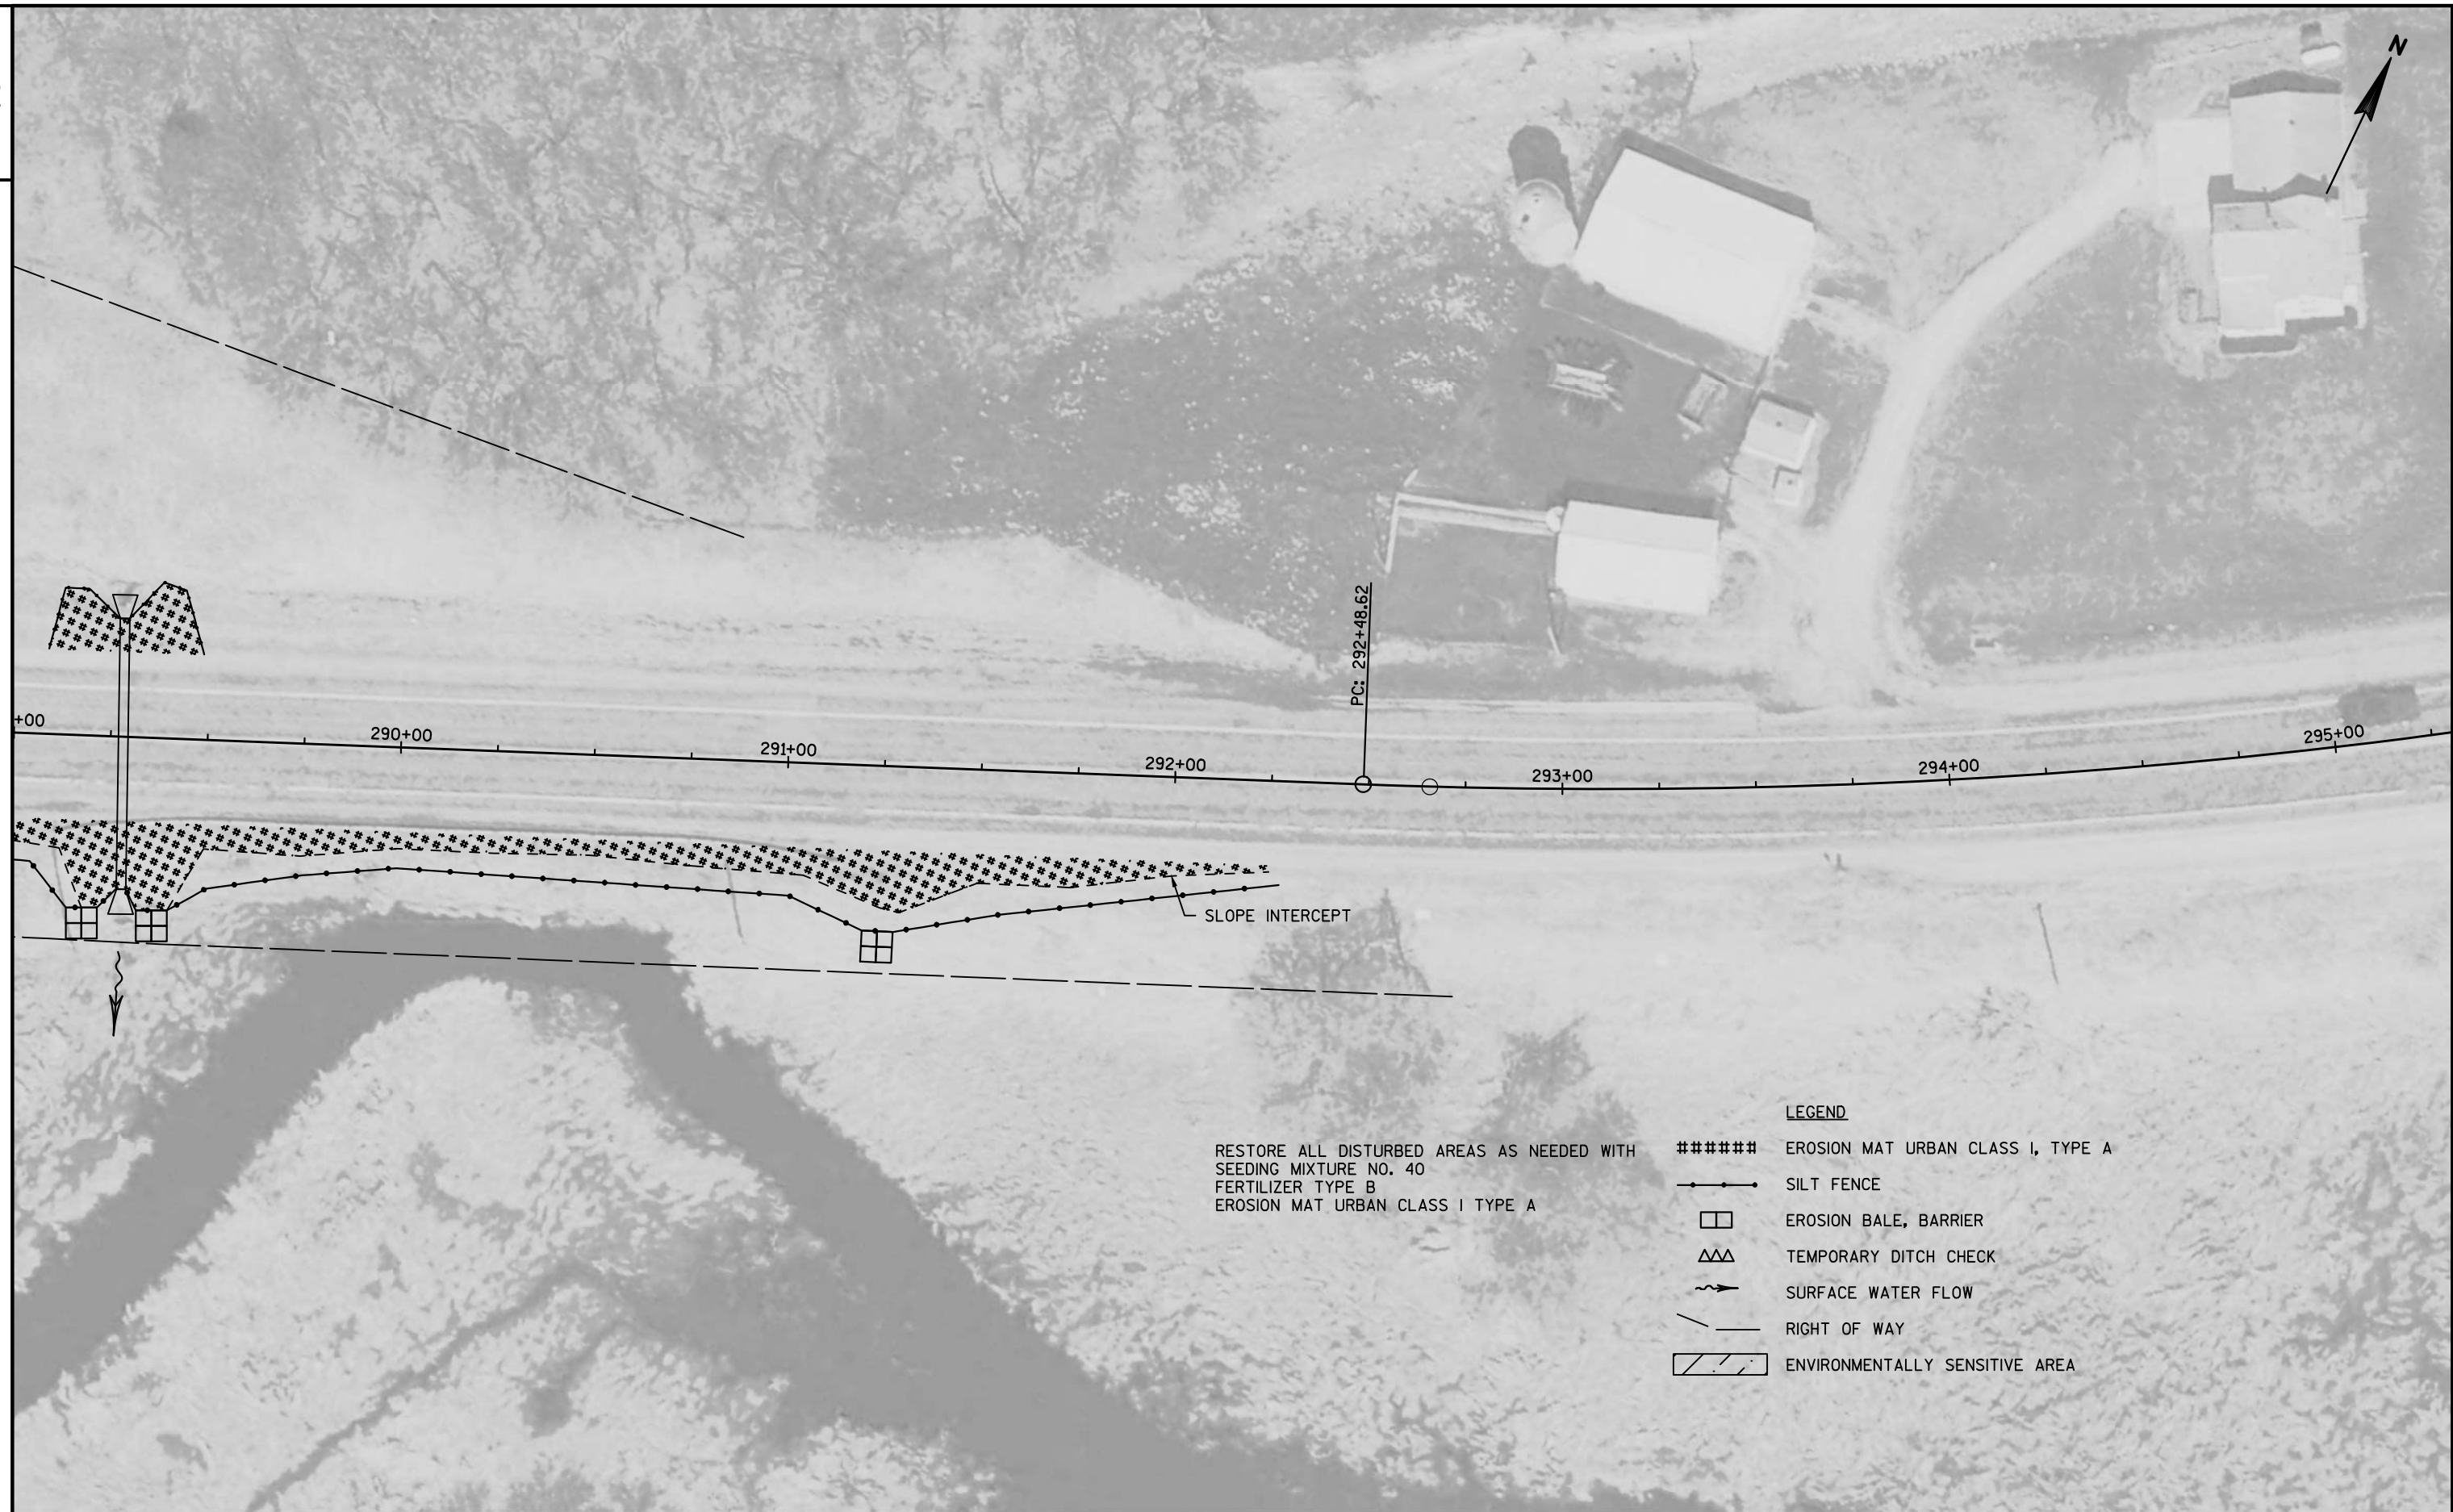 N
PC: 292+48.62
+00
290+00
291+00
292+00
293+00
294+00
295+00
SLOPE INTERCEPT
RESTORE ALL DISTURBED AREAS AS NEEDED WITH
SEEDING MIXTURE NO. 40
FERTILIZER TYPE B
EROSION MAT URBAN CLASS I TYPE A
LEGEND
EROSION MAT URBAN CLASS I, TYPE A
SILT FENCE
EROSION BALE, BARRIER
TEMPORARY DITCH CHECK
SURFACE WATER FLOW
RIGHT OF WAY
ENVIRONMENTALLY SENSITIVE AREA